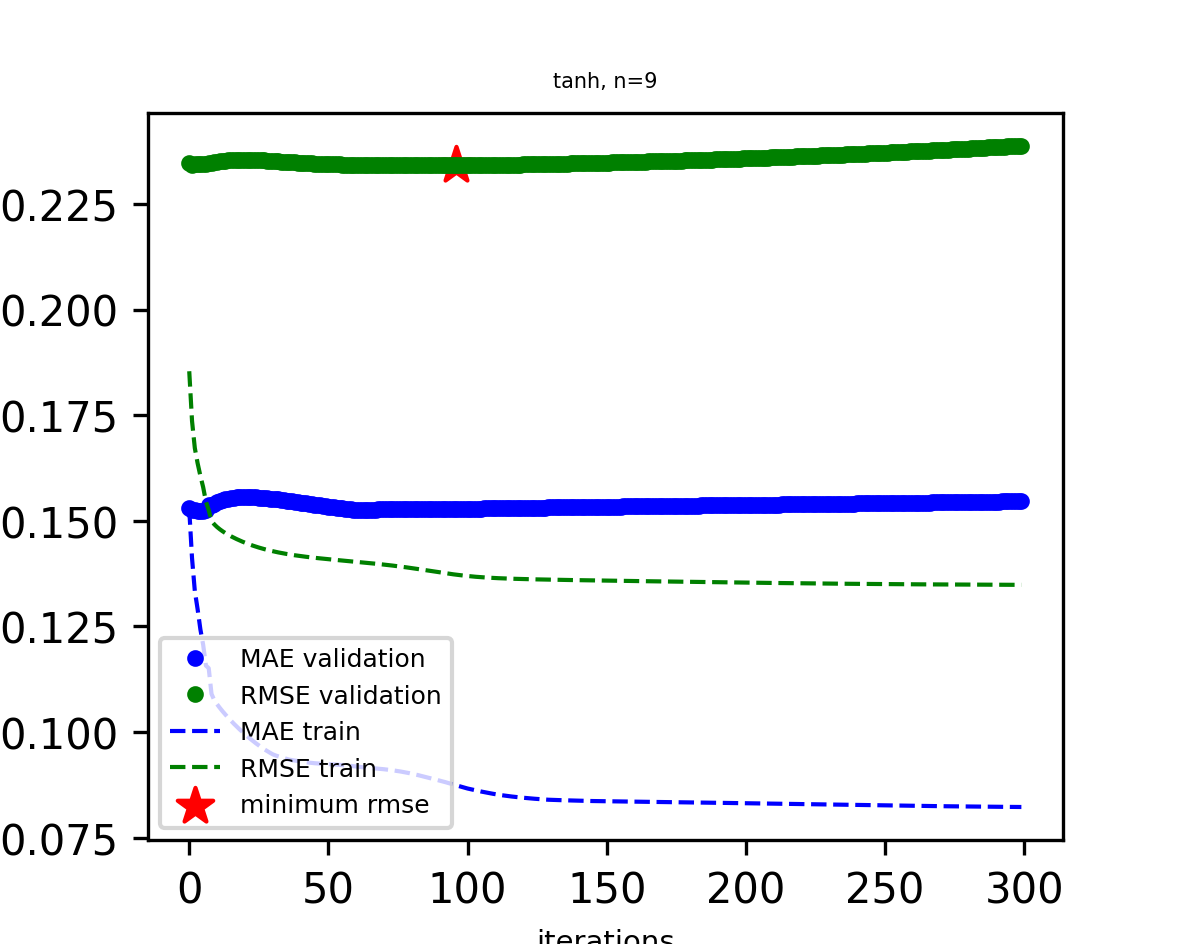 tanh, n=9
0.225
0.200
0.175
0.150
0.125
0.100
0.075
MAE validation
RMSE validation
MAE train
RMSE train
minimum rmse
0 50 100 150 200 250 300
iterations